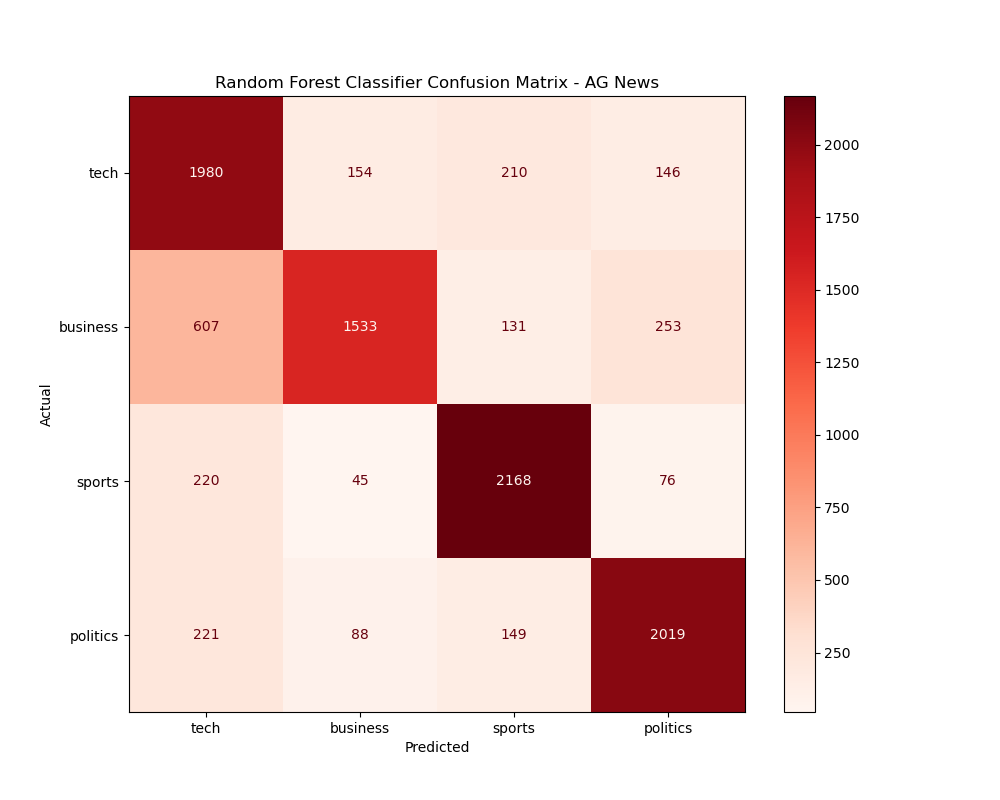 Random Forest Classifier Confusion Matrix - AG News
tech 1980 154 210 146
business 607 1533 131 253
sports 220 45 2168 76
politics 221 88 149 2019
tech business sports politics
Predicted
Actual
2000
1750
1500
1250
1000
750
500
250